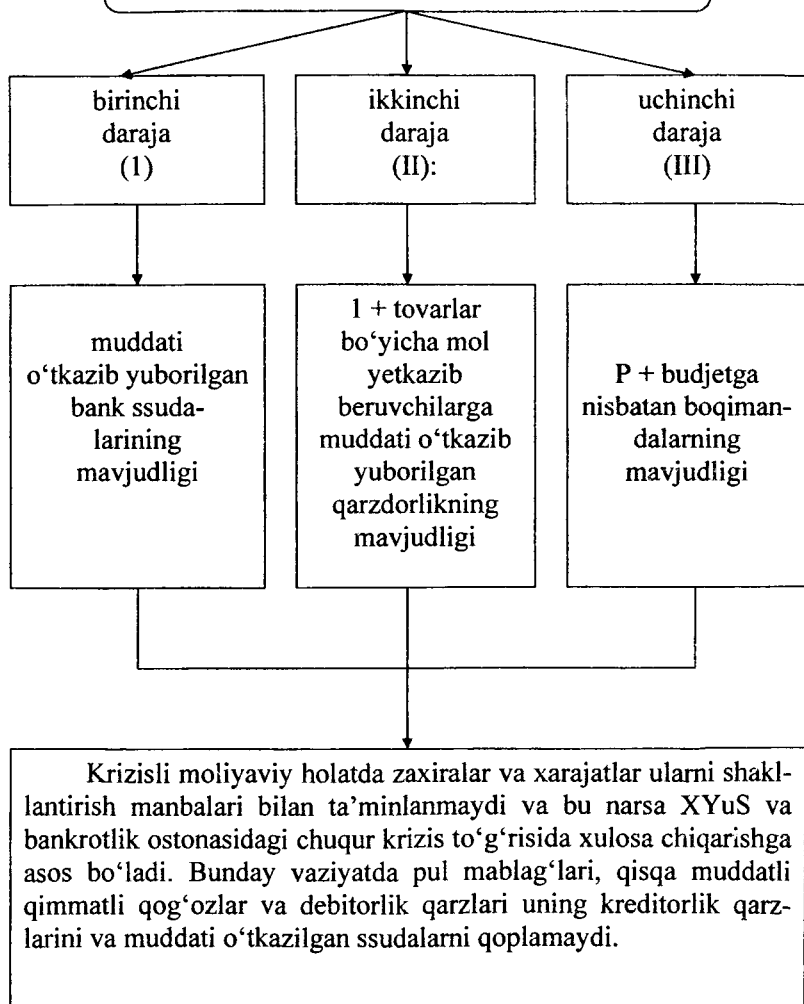 birinchi
daraja
(1)
ikkinchi
daraja
(II):
uchinchi
daraja
(III)
muddati
o‘tkazib yuborilgan
bank ssuda-
larining
mavjudligi
1 + tovarlar
bo‘yicha mol
yetkazib
beruvchilarga
muddati o‘tkazib
yuborilgan
qarzdorlikning
mavjudligi
P + budjetga
nisbatan boqiman-
dalarning
mavjudligi
Krizisli moliyaviy holatda zaxiralar va xarajatlar ularni shakl-
lantirish manbalari bilan ta’minlanmaydi va bu narsa XYuS va
bankrotlik ostonasidagi chuqur krizis to‘g‘risida xulosa chiqarishga
asos bo‘ladi. Bunday vaziyatda pul mablag‘lari, qisqa muddatli
qimmatli qog‘ozlar va debitorlik qarzlari uning kreditorlik qarz-
larini va muddati o‘tkazilgan ssudalarni qoplamaydi.